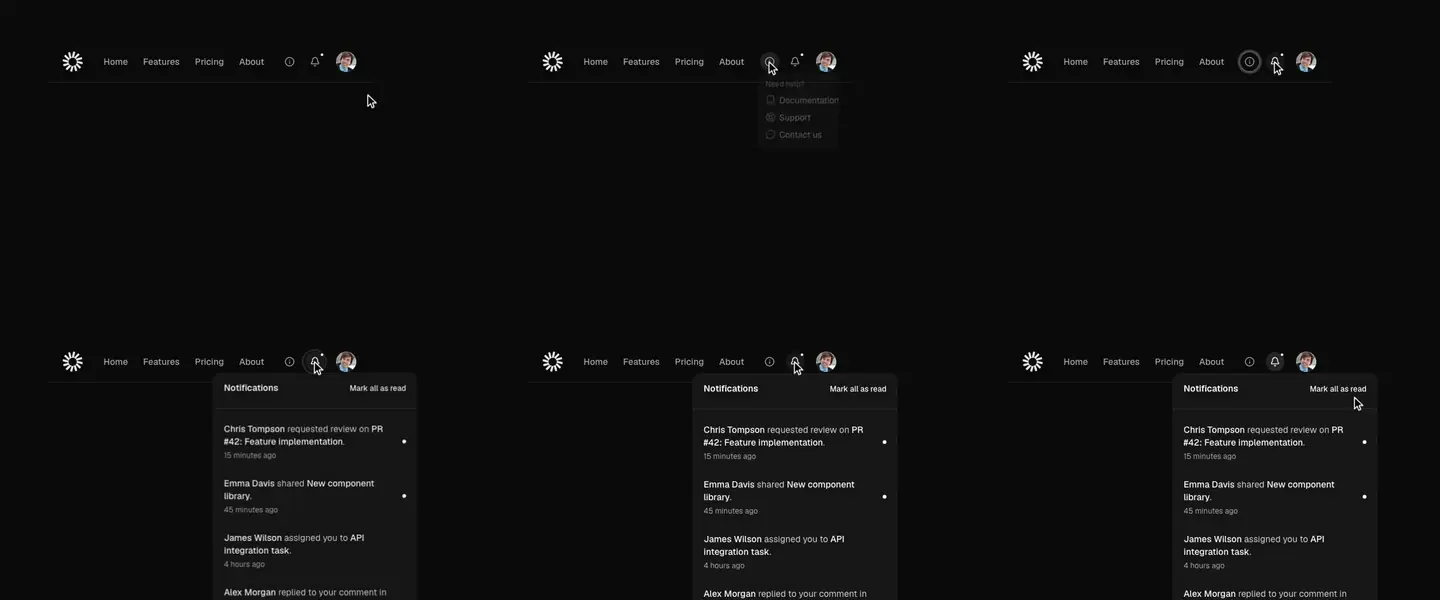 Home Features Pricing About
Home Features Pricing About
Need help?
Documentation
Support
Contact us
Home Features Pricing About
Home Features Pricing About
Notifications Mark all as read
Chris Tompson requested review on PR
#42: Feature implementation.
15 minutes ago
Emma Davis shared New component
library.
45 minutes ago
James Wilson assigned you to API
integration task.
4 hours ago
Alex Morgan replied to your comment in
Home Features Pricing About
Notifications Mark all as read
Chris Tompson requested review on PR
#42: Feature implementation.
15 minutes ago
Emma Davis shared New component
library.
45 minutes ago
James Wilson assigned you to API
integration task.
4 hours ago
Alex Morgan replied to your comment in
Home Features Pricing About
Notifications Mark all as read
Chris Tompson requested review on PR
#42: Feature implementation.
15 minutes ago
Emma Davis shared New component
library.
45 minutes ago
James Wilson assigned you to API
integration task.
4 hours ago
Alex Morgan replied to your comment in